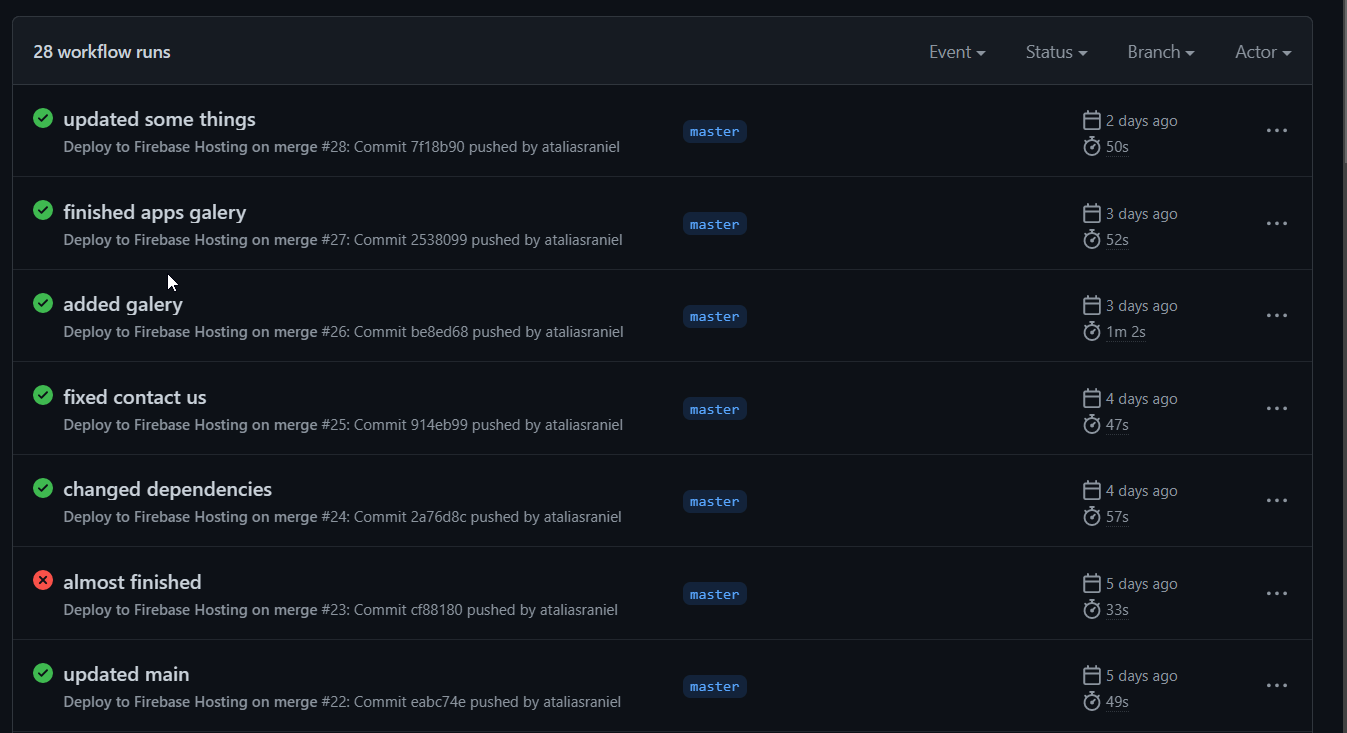 28 workflow runs
Event Status Branch Actor
updated some things
Deploy to Firebase Hosting on merge #28: Commit 7f18b90 pushed by ataliasraniel
master
2 days ago
50s
finished apps galery
Deploy to Firebase Hosting on merge #27: Commit 2538099 pushed by ataliasraniel
master
3 days ago
52s
added galery
Deploy to Firebase Hosting on merge #26: Commit be8ed68 pushed by ataliasraniel
master
3 days ago
1m 2s
fixed contact us
Deploy to Firebase Hosting on merge #25: Commit 914eb99 pushed by ataliasraniel
master
4 days ago
47s
changed dependencies
Deploy to Firebase Hosting on merge #24: Commit 2a76d8c pushed by ataliasraniel
master
4 days ago
57s
almost finished
Deploy to Firebase Hosting on merge #23: Commit cf88180 pushed by ataliasraniel
master
5 days ago
33s
updated main
Deploy to Firebase Hosting on merge #22: Commit eabc74e pushed by ataliasraniel
master
5 days ago
49s